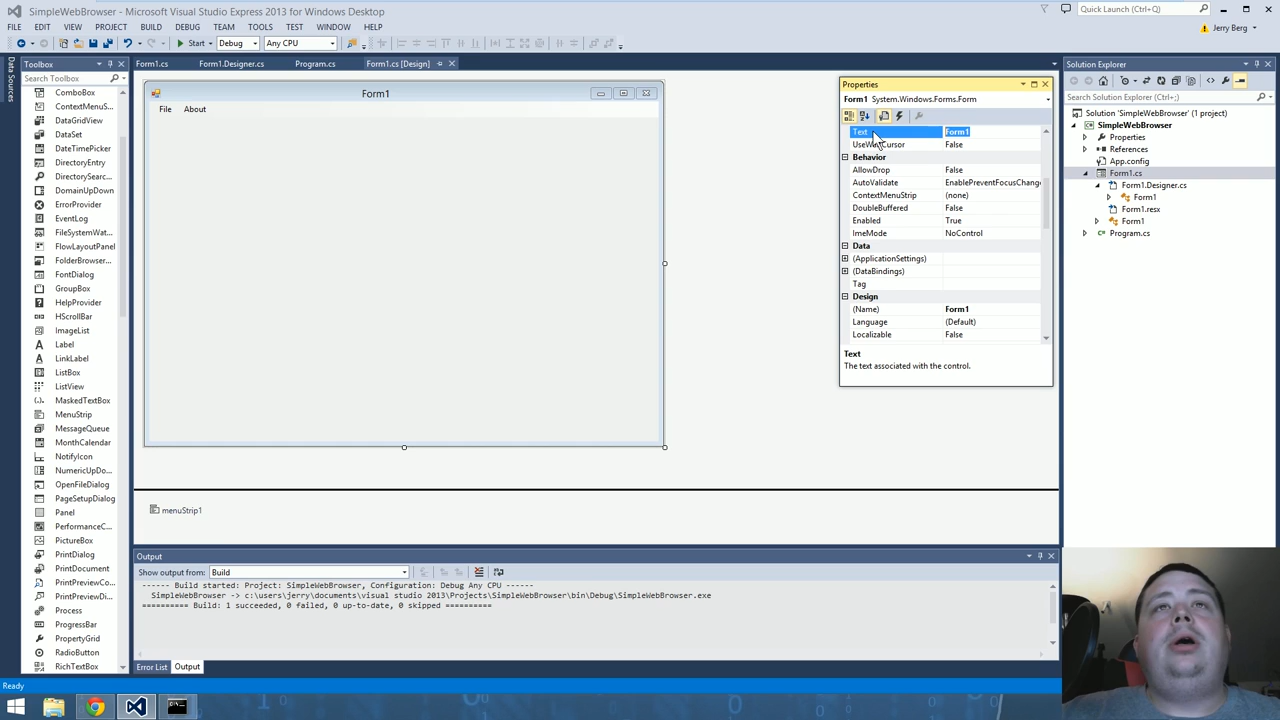 SimpleWebBrowser - Microsoft Visual Studio Express 2013 for Windows Desktop
Quick Launch (Ctrl+Q)
FILE EDIT VIEW PROJECT BUILD DEBUG TEAM TOOLS TEST WINDOW HELP
Jerry Berg
Start Debug Any CPU
Data Sources
Toolbox
Search Toolbox
ComboBox
ContextMenuS...
DataGridView
DataSet
DateTimePicker
DirectoryEntry
DirectorySearc...
DomainUpDown
ErrorProvider
EventLog
FileSystemWat...
FlowLayoutPanel
FolderBrowser...
FontDialog
GroupBox
HelpProvider
HScrollBar
ImageList
Label
LinkLabel
ListBox
ListView
MaskedTextBox
MenuStrip
MessageQueue
MonthCalendar
NotifyIcon
NumericUpDo...
OpenFileDialog
PageSetupDialog
Panel
PerformanceC...
PictureBox
PrintDialog
PrintDocument
PrintPreviewCo...
PrintPreviewDi...
Process
ProgressBar
PropertyGrid
RadioButton
RichTextBox
Form1.cs Form1.Designer.cs Program.cs Form1.cs [Design]
Form1
File About
menuStrip1
Properties
Form1 System.Windows.Forms.Form
Text Form1
False
Behavior
AllowDrop False
AutoValidate EnablePreventFocusChange
ContextMenuStrip (none)
DoubleBuffered False
Enabled True
ImeMode NoControl
Data
(ApplicationSettings)
(DataBindings)
Tag
Design
(Name) Form1
Language (Default)
Localizable False
Text
The text associated with the control.
Solution Explorer
Search Solution Explorer (Ctrl+;)
Solution 'SimpleWebBrowser' (1 project)
SimpleWebBrowser
Properties
References
App.config
Form1.cs
Form1.Designer.cs
Form1
Form1.resx
Form1
Program.cs
Output
Show output from: Build
------ Build started: Project: SimpleWebBrowser, Configuration: Debug Any CPU ------
SimpleWebBrowser -> c:\users\jerry\documents\visual studio 2013\Projects\SimpleWebBrowser\bin\Debug\SimpleWebBrowser.exe
========== Build: 1 succeeded, 0 failed, 0 up-to-date, 0 skipped ==========
Error List Output
Ready